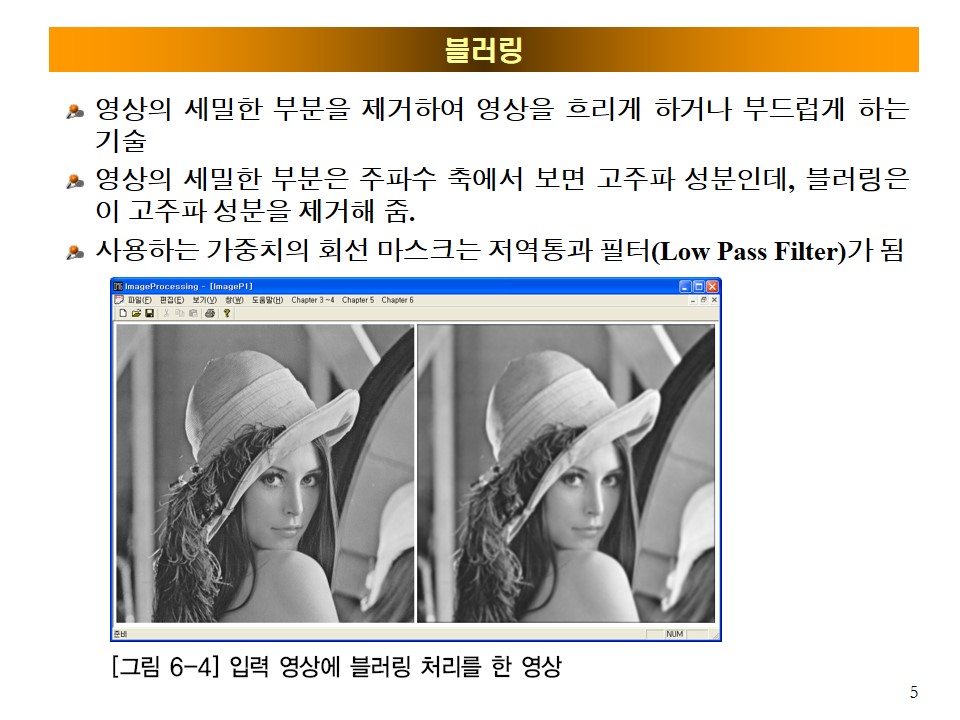 블러링
영상의 세밀한 부분을 제거하여 영상을 흐리게 하거나 부드럽게 하는
기술
영상의 세밀한 부분은 주파수 축에서 보면 고주파 성분인데, 블러링은
이 고주파 성분을 제거해 줌.
사용하는 가중치의 회선 마스크는 저역통과 필터(Low Pass Filter)가 됨
ImageProcessing - [ImageP1]
파일(F) 편집(E) 보기(V) 창(W) 도움말(H) Chapter 3~4 Chapter 5 Chapter 6
준비 NUM
[그림 6-4] 입력 영상에 블러링 처리를 한 영상
5